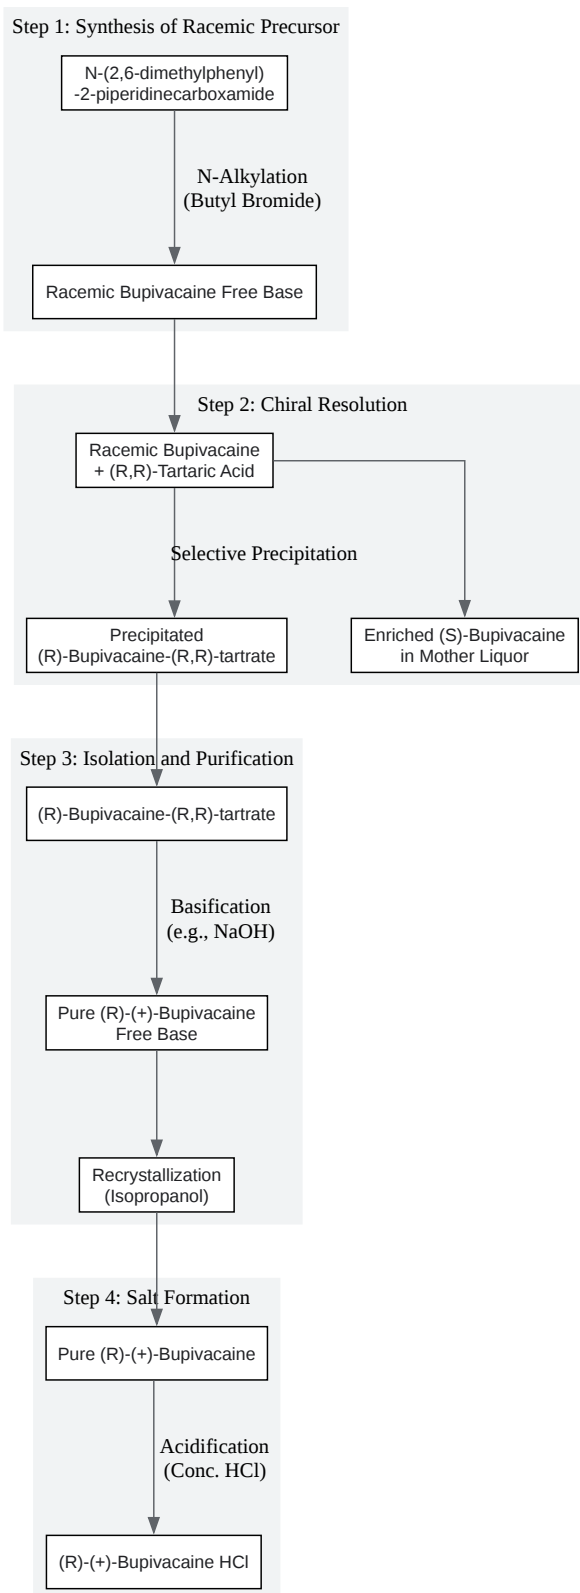 Step 1: Synthesis of Racemic Precursor
N-(2,6-dimethylphenyl)
-2-piperidinecarboxamide
N-Alkylation
(Butyl Bromide)
Racemic Bupivacaine Free Base
Step 2: Chiral Resolution
Racemic Bupivacaine
+ (R,R)-Tartaric Acid
Selective Precipitation
Precipitated
(R)-Bupivacaine-(R,R)-tartrate
Enriched (S)-Bupivacaine
in Mother Liquor
Step 3: Isolation and Purification
(R)-Bupivacaine-(R,R)-tartrate
Basification
(e.g., NaOH)
Pure (R)-(+)-Bupivacaine
Free Base
Recrystallization
(Isopropanol)
Step 4: Salt Formation
Pure (R)-(+)-Bupivacaine
Acidification
(Conc. HCl)
(R)-(+)-Bupivacaine HCl